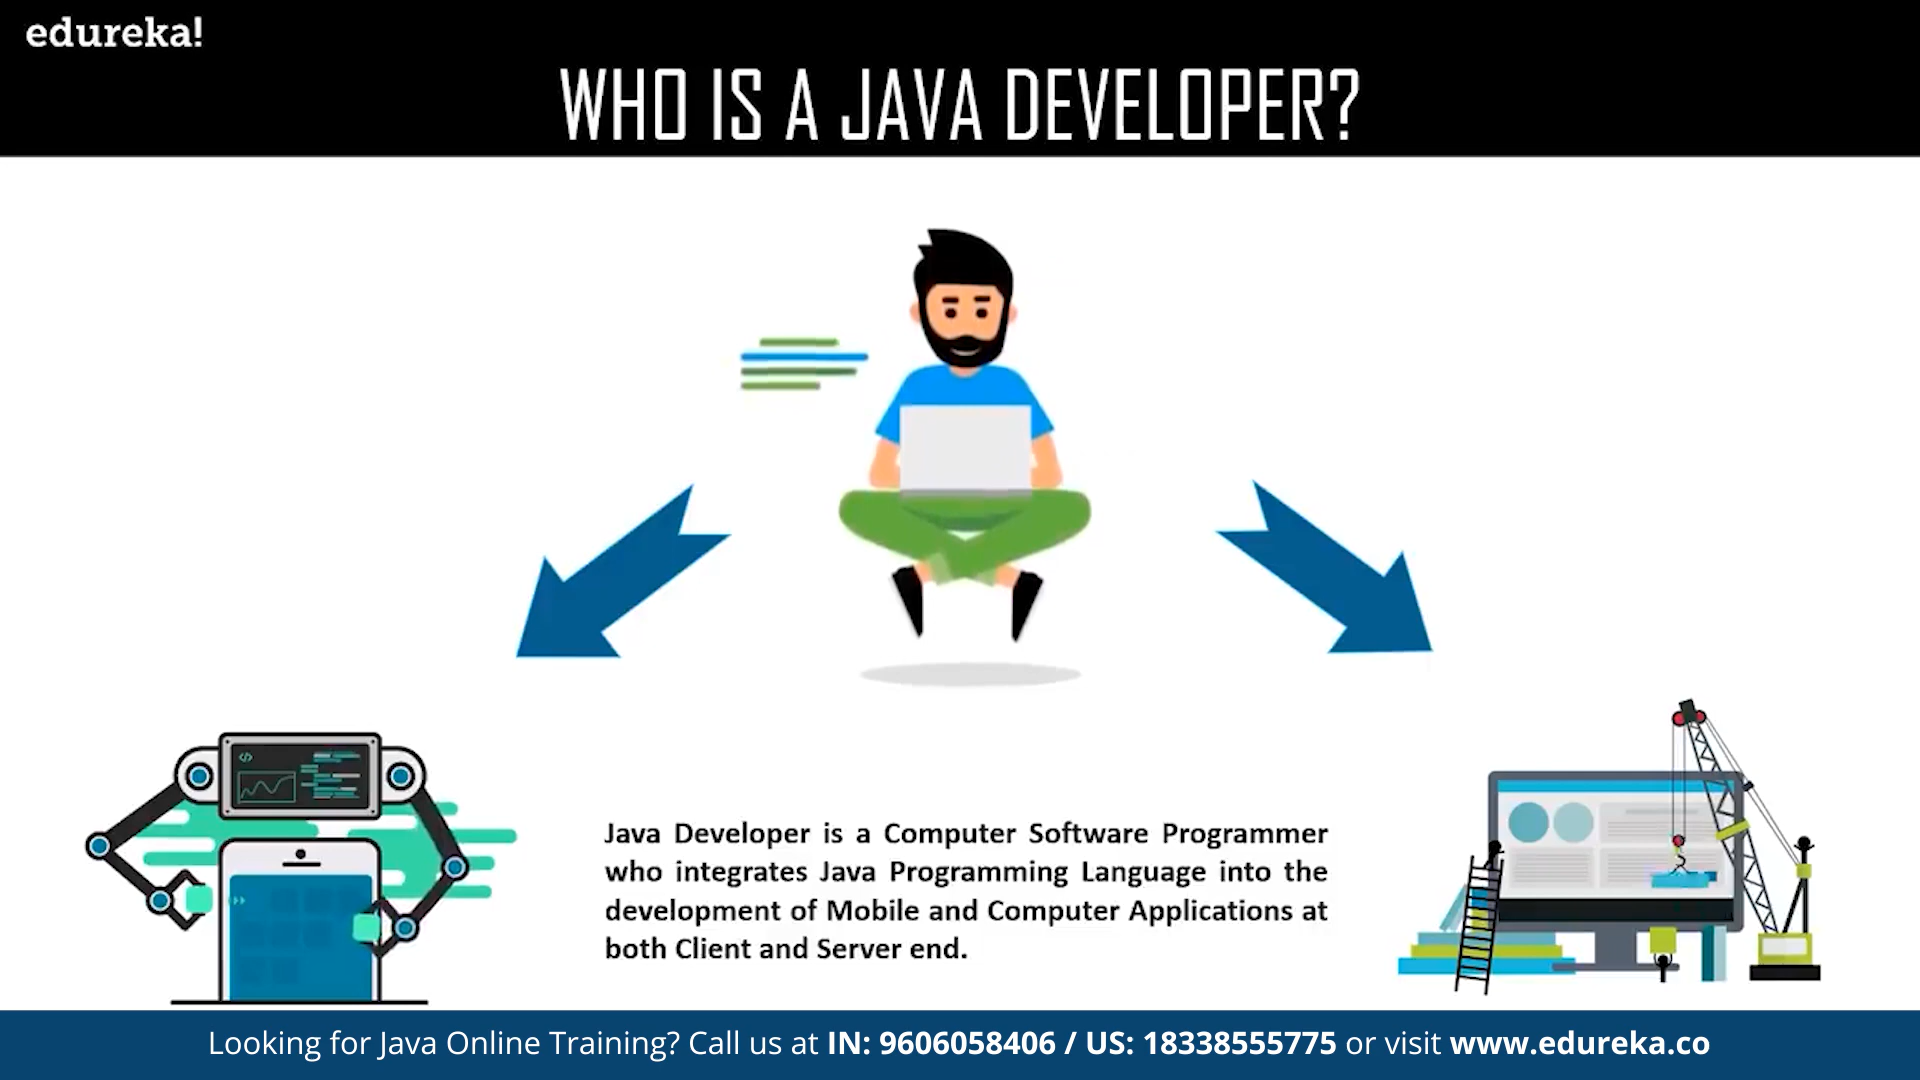 edureka!
WHO IS A JAVA DEVELOPER?
Java Developer is a Computer Software Programmer
who integrates Java Programming Language into the
development of Mobile and Computer Applications at
both Client and Server end.
Looking for Java Online Training? Call us at IN: 9606058406 / US: 18338555775 or visit www.edureka.co